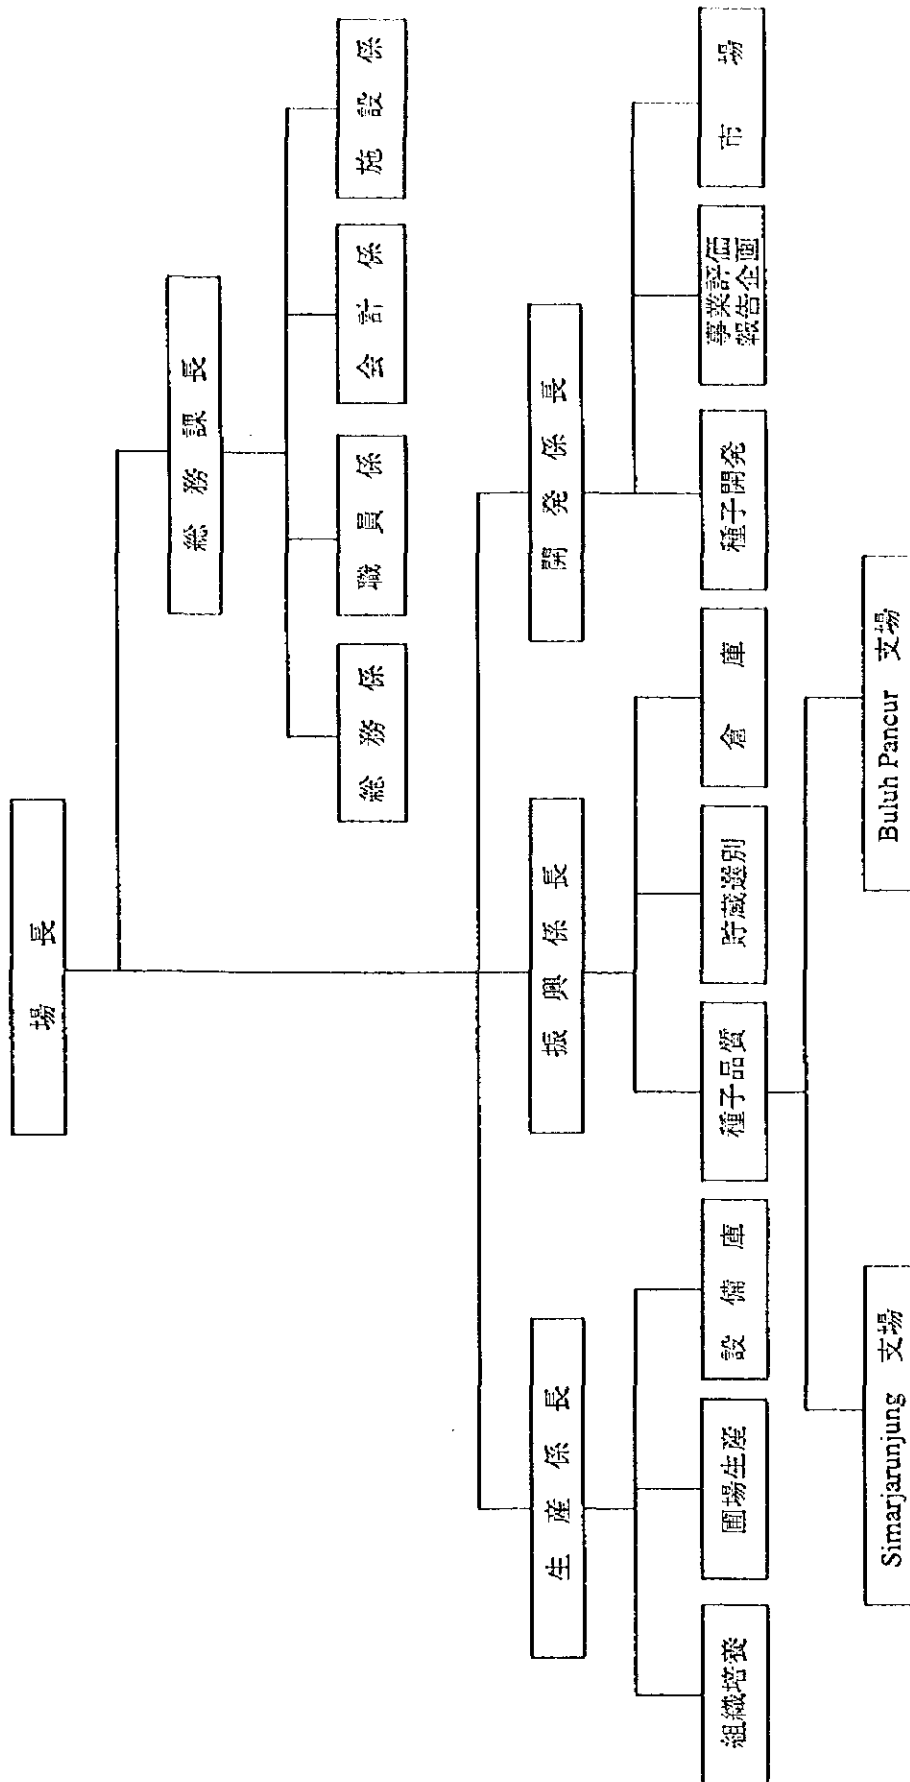 場 長
総 務 課 長
総 務 係
職 員 係
会 計 係
施 設 係
生 産 係 長
振 興 係 長
開 発 係 長
組織培養
圃場生産
設 備 庫
種子品質
貯蔵選別
倉 庫
種子開発
事業評価
報告企画
市 場
Simarjarunjung 支場
Buluh Pancur 支場